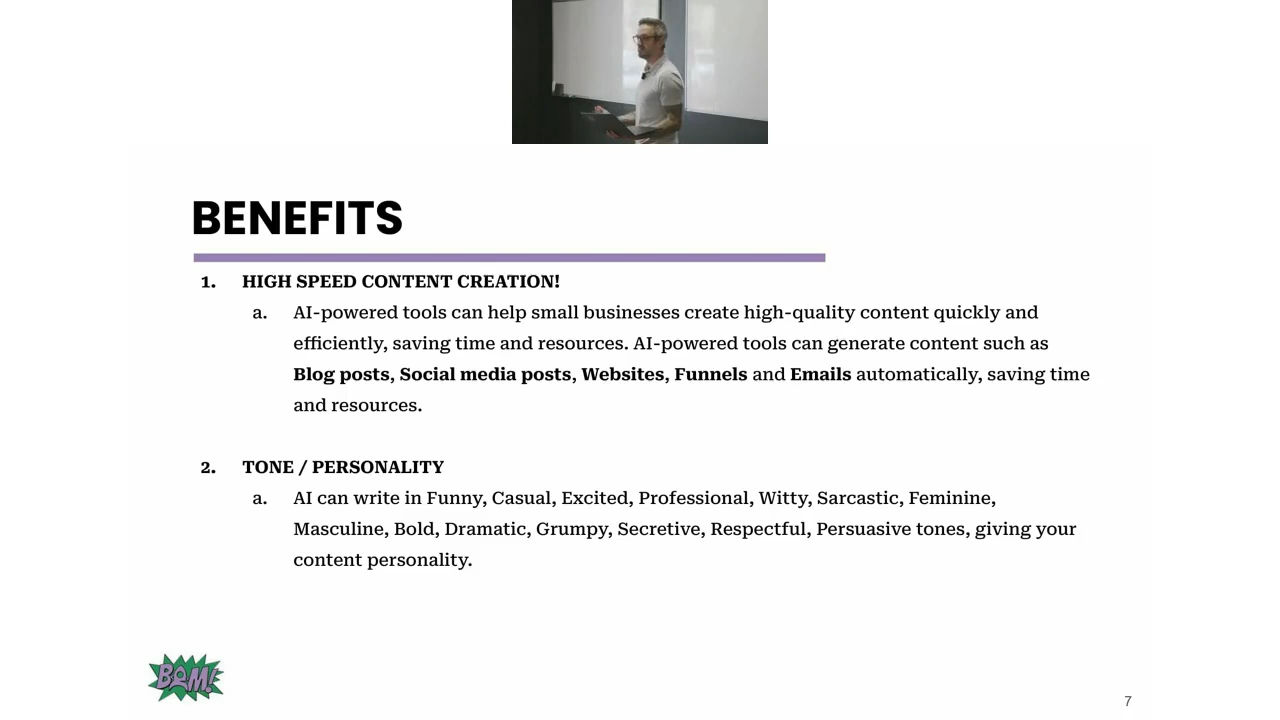 BENEFITS
1. HIGH SPEED CONTENT CREATION!
a. AI-powered tools can help small businesses create high-quality content quickly and
efficiently, saving time and resources. AI-powered tools can generate content such as
Blog posts, Social media posts, Websites, Funnels and Emails automatically, saving time
and resources.
2. TONE / PERSONALITY
a. AI can write in Funny, Casual, Excited, Professional, Witty, Sarcastic, Feminine,
Masculine, Bold, Dramatic, Grumpy, Secretive, Respectful, Persuasive tones, giving your
content personality.
BAM!
7